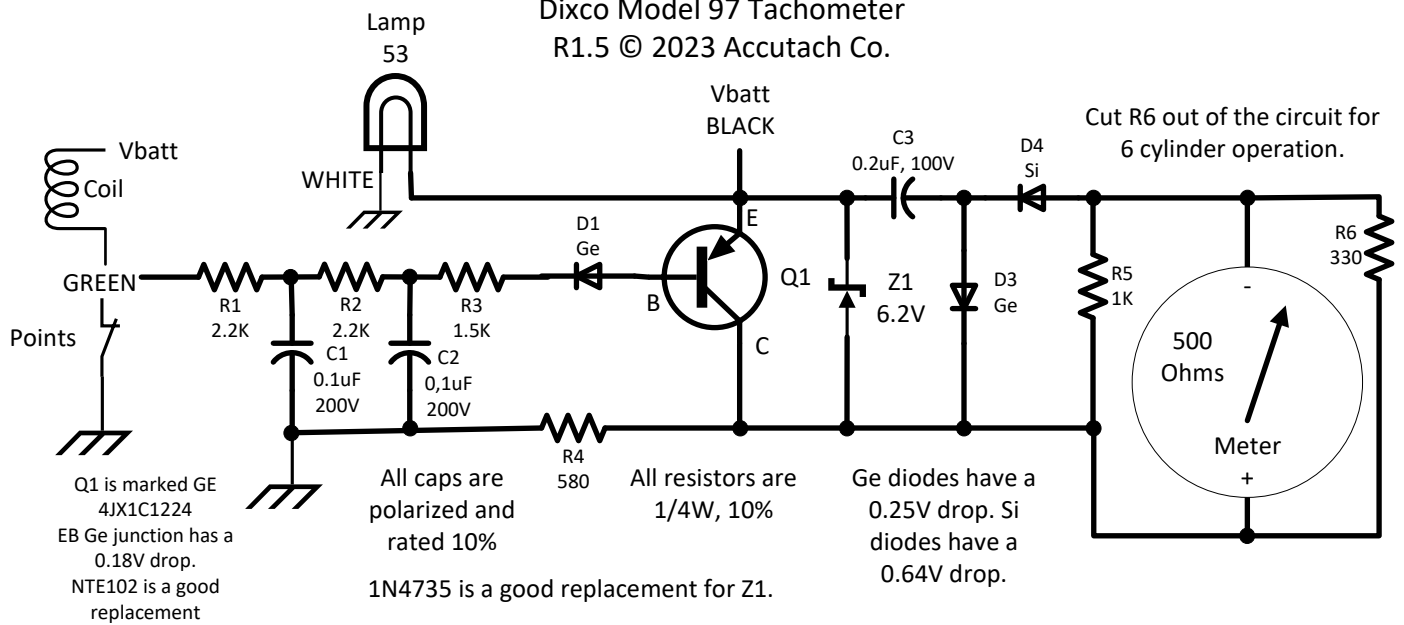 Dixco Model 97 Tachometer
R1.5 © 2023 Accutach Co.
Lamp
53
Vbatt
BLACK
Cut R6 out of the circuit for
6 cylinder operation.
C3
0.2uF, 100V
D4
Si
Vbatt
Coil
WHITE
GREEN
Points
R1
2.2K
R2
2.2K
R3
1.5K
D1
Ge
E
B
C
Q1
Z1
6.2V
D3
Ge
R5
1K
R6
330
C1
0.1uF
200V
C2
0,1uF
200V
R4
580
-
500
Ohms
Meter
+
Q1 is marked GE
4JX1C1224
EB Ge junction has a
0.18V drop.
NTE102 is a good
replacement
All caps are
polarized and
rated 10%
All resistors are
1/4W, 10%
Ge diodes have a
0.25V drop. Si
diodes have a
0.64V drop.
1N4735 is a good replacement for Z1.